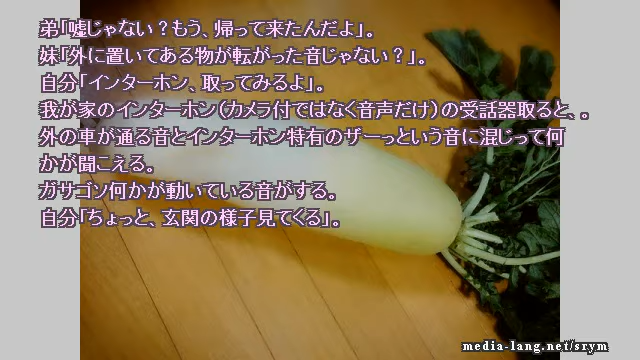 弟「嘘じゃない？もう、帰って来たんだよ」。
妹「外に置いてある物が転がった音じゃない？」。
自分「インターホン、取ってみるよ」。
我が家のインターホン（カメラ付ではなく音声だけ）の受話器取ると、。
外の車が通る音とインターホン特有のザーっという音に混じって何
かが聞こえる。
ガサゴソ何かが動いている音がする。
自分「ちょっと、玄関の様子見てくる」。
media-lang.net/srym